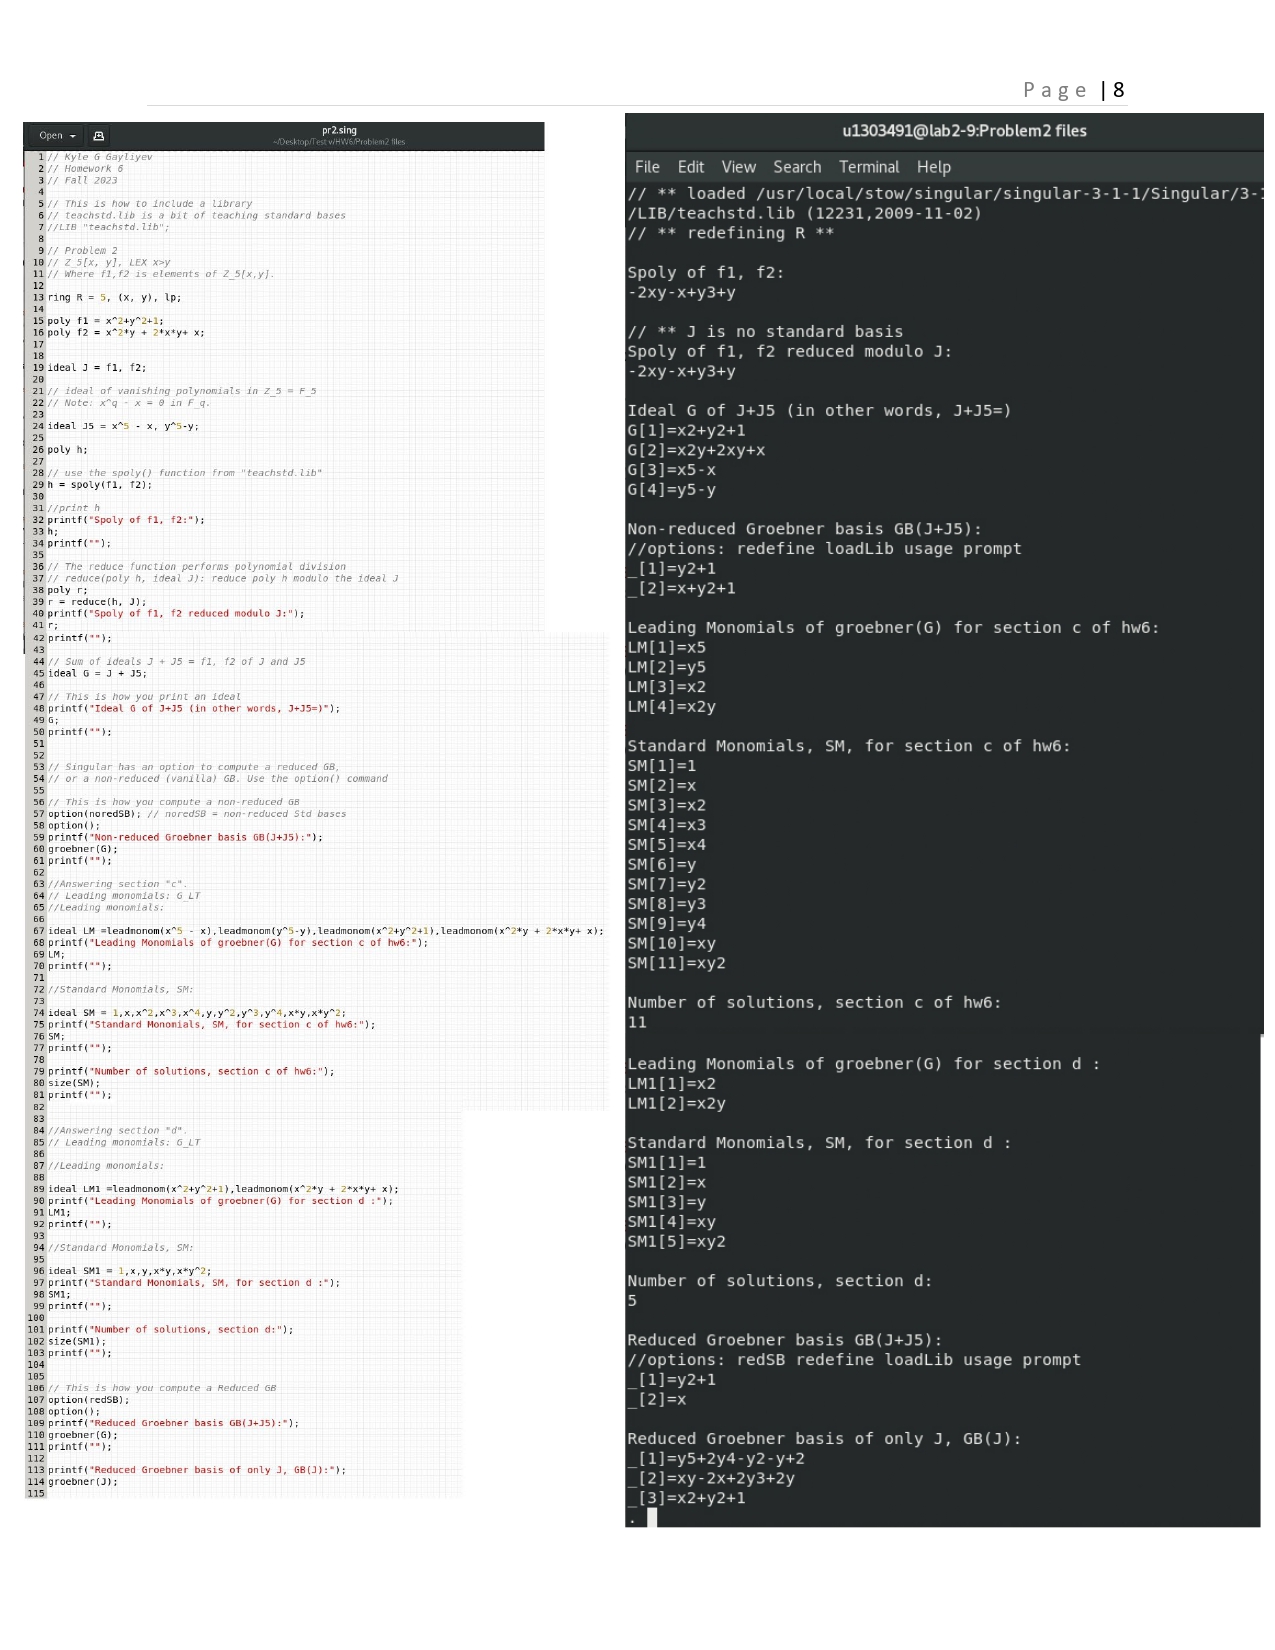 Page | 8
Open
pr2.sing
~/Desktop/Test v/HW6/Problem2 files
1 // Kyle G Gayliyev
2 // Homework 6
3 // Fall 2023
4
5 // This is how to include a library
6 // teachstd.lib is a bit of teaching standard bases
7 //LIB "teachstd.lib";
8
9 // Problem 2
10 // Z_5[x, y], LEX x>y
11 // Where f1,f2 is elements of Z_5[x,y].
12
13 ring R = 5, (x, y), lp;
14
15 poly f1 = x^2+y^2+1;
16 poly f2 = x^2*y + 2*x*y+ x;
17
18
19 ideal J = f1, f2;
20
21 // ideal of vanishing polynomials in Z_5 = F_5
22 // Note: x^q - x = 0 in F_q.
23
24 ideal J5 = x^5 - x, y^5-y;
25
26 poly h;
27
28 // use the spoly() function from "teachstd.lib"
29 h = spoly(f1, f2);
30
31 //print h
32 printf("Spoly of f1, f2:");
33 h;
34 printf("");
35
36 // The reduce function performs polynomial division
37 // reduce(poly h, ideal J): reduce poly h modulo the ideal J
38 poly r;
39 r = reduce(h, J);
40 printf("Spoly of f1, f2 reduced modulo J:");
41 r;
42 printf("");
43
44 // Sum of ideals J + J5 = f1, f2 of J and J5
45 ideal G = J + J5;
46
47 // This is how you print an ideal
48 printf("Ideal G of J+J5 (in other words, J+J5=)");
49 G;
50 printf("");
51
52
53 // Singular has an option to compute a reduced GB,
54 // or a non-reduced (vanilla) GB. Use the option() command
55
56 // This is how you compute a non-reduced GB
57 option(noredSB); // noredSB = non-reduced Std bases
58 option();
59 printf("Non-reduced Groebner basis GB(J+J5):");
60 groebner(G);
61 printf("");
62
63 //Answering section "c".
64 // Leading monomials: G_LT
65 //Leading monomials:
66
67 ideal LM =leadmonom(x^5 - x),leadmonom(y^5-y),leadmonom(x^2+y^2+1),leadmonom(x^2*y + 2*x*y+ x);
68 printf("Leading Monomials of groebner(G) for section c of hw6:");
69 LM;
70 printf("");
71
72 //Standard Monomials, SM:
73
74 ideal SM = 1,x,x^2,x^3,x^4,y,y^2,y^3,y^4,x*y,x*y^2;
75 printf("Standard Monomials, SM, for section c of hw6:");
76 SM;
77 printf("");
78
79 printf("Number of solutions, section c of hw6:");
80 size(SM);
81 printf("");
82
83
84 //Answering section "d".
85 // Leading monomials: G_LT
86
87 //Leading monomials:
88
89 ideal LM1 =leadmonom(x^2+y^2+1),leadmonom(x^2*y + 2*x*y+ x);
90 printf("Leading Monomials of groebner(G) for section d :");
91 LM1;
92 printf("");
93
94 //Standard Monomials, SM:
95
96 ideal SM1 = 1,x,y,x*y,x*y^2;
97 printf("Standard Monomials, SM, for section d :");
98 SM1;
99 printf("");
100
101 printf("Number of solutions, section d:");
102 size(SM1);
103 printf("");
104
105
106 // This is how you compute a Reduced GB
107 option(redSB);
108 option();
109 printf("Reduced Groebner basis GB(J+J5):");
110 groebner(G);
111 printf("");
112
113 printf("Reduced Groebner basis of only J, GB(J):");
114 groebner(J);
115
u1303491@lab2-9:Problem2 files
File Edit View Search Terminal Help
// ** loaded /usr/local/stow/singular/singular-3-1-1/Singular/3-1
/LIB/teachstd.lib (12231,2009-11-02)
// ** redefining R **
Spoly of f1, f2:
-2xy-x+y3+y
// ** J is no standard basis
Spoly of f1, f2 reduced modulo J:
-2xy-x+y3+y
Ideal G of J+J5 (in other words, J+J5=)
G[1]=x2+y2+1
G[2]=x2y+2xy+x
G[3]=x5-x
G[4]=y5-y
Non-reduced Groebner basis GB(J+J5):
//options: redefine loadLib usage prompt
_[1]=y2+1
_[2]=x+y2+1
Leading Monomials of groebner(G) for section c of hw6:
LM[1]=x5
LM[2]=y5
LM[3]=x2
LM[4]=x2y
Standard Monomials, SM, for section c of hw6:
SM[1]=1
SM[2]=x
SM[3]=x2
SM[4]=x3
SM[5]=x4
SM[6]=y
SM[7]=y2
SM[8]=y3
SM[9]=y4
SM[10]=xy
SM[11]=xy2
Number of solutions, section c of hw6:
11
Leading Monomials of groebner(G) for section d :
LM1[1]=x2
LM1[2]=x2y
Standard Monomials, SM, for section d :
SM1[1]=1
SM1[2]=x
SM1[3]=y
SM1[4]=xy
SM1[5]=xy2
Number of solutions, section d:
5
Reduced Groebner basis GB(J+J5):
//options: redSB redefine loadLib usage prompt
_[1]=y2+1
_[2]=x
Reduced Groebner basis of only J, GB(J):
_[1]=y5+2y4-y2-y+2
_[2]=xy-2x+2y3+2y
_[3]=x2+y2+1
.